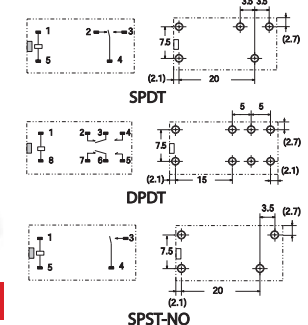 3.5 3.5
1 2 3
7.5 (2.7)
5 4
(2.1) 20
SPDT
5 5
1 2 3 4
7.5 (2.7)
8 7 6 5
(2.1)
(2.1) 15
DPDT
3.5 (2.7)
1 3
7.5
5 4
20
(2.1)
SPST-NO